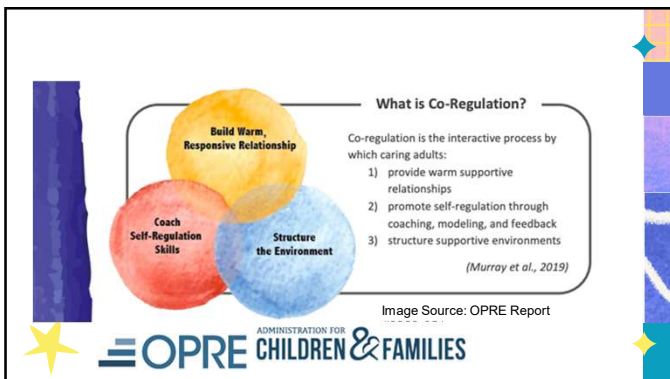 What is Co-Regulation?
Build Warm,
Responsive Relationship
Coach
Self-Regulation
Skills
Structure
the Environment
Co-regulation is the interactive process by
which caring adults:
1) provide warm supportive
relationships
2) promote self-regulation through
coaching, modeling, and feedback
3) structure supportive environments
(Murray et al., 2019)
Image Source: OPRE Report
OPRE
ADMINISTRATION FOR
CHILDREN & FAMILIES